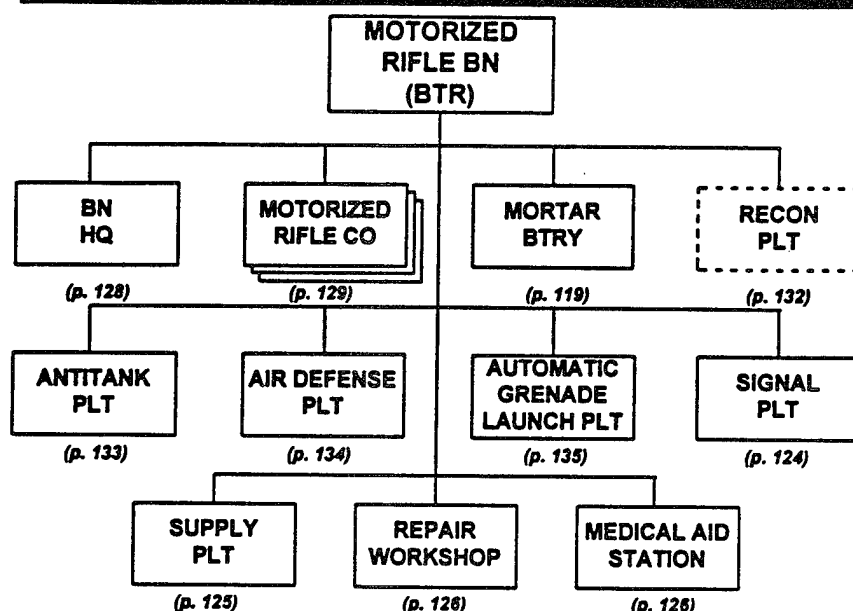 MOTORIZED
RIFLE BN
(BTR)
BN
HQ
MOTORIZED
RIFLE CO
MORTAR
BTRY
RECON
PLT
(p. 128)
(p. 129)
(p. 119)
(p. 132)
ANTITANK
PLT
AIR DEFENSE
PLT
AUTOMATIC
GRENADE
LAUNCH PLT
SIGNAL
PLT
(p. 133)
(p. 134)
(p. 135)
(p. 124)
SUPPLY
PLT
REPAIR
WORKSHOP
MEDICAL AID
STATION
(p. 125)
(p. 126)
(p. 126)